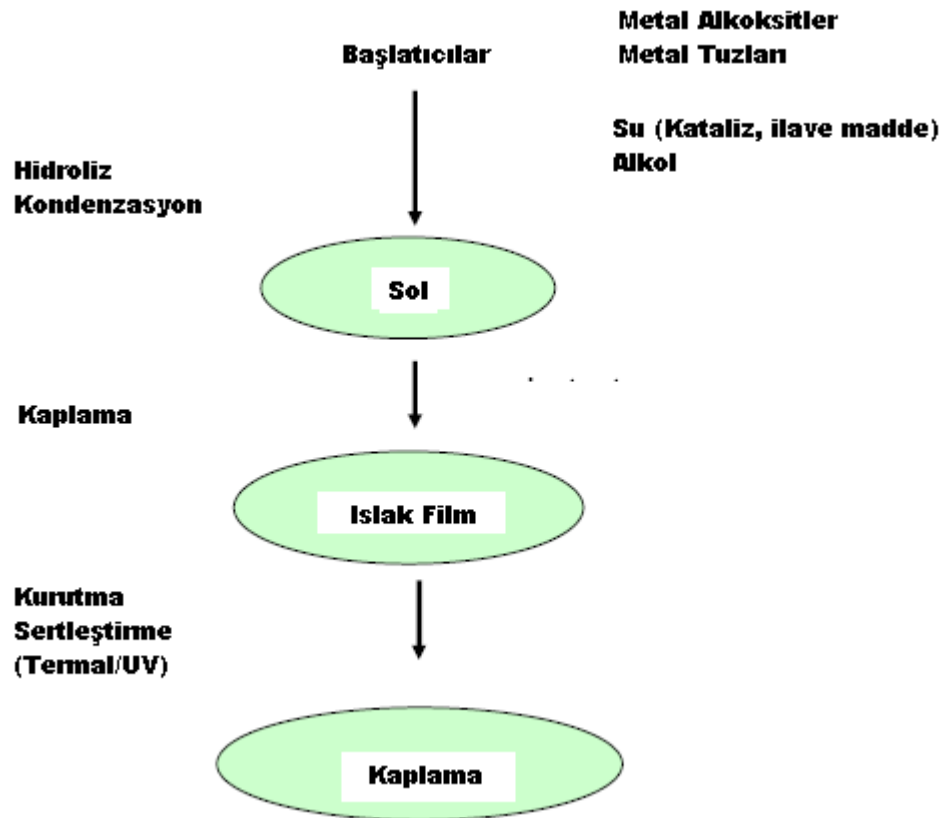 Metal Alkoksitler
Başlatıcılar
Metal Tuzları
Su (Kataliz, ilave madde)
Alkol
Hidroliz
Kondenzasyon
Sol
Kaplama
Islak Film
Kurutma
Sertleştirme
(Termal/UV)
Kaplama